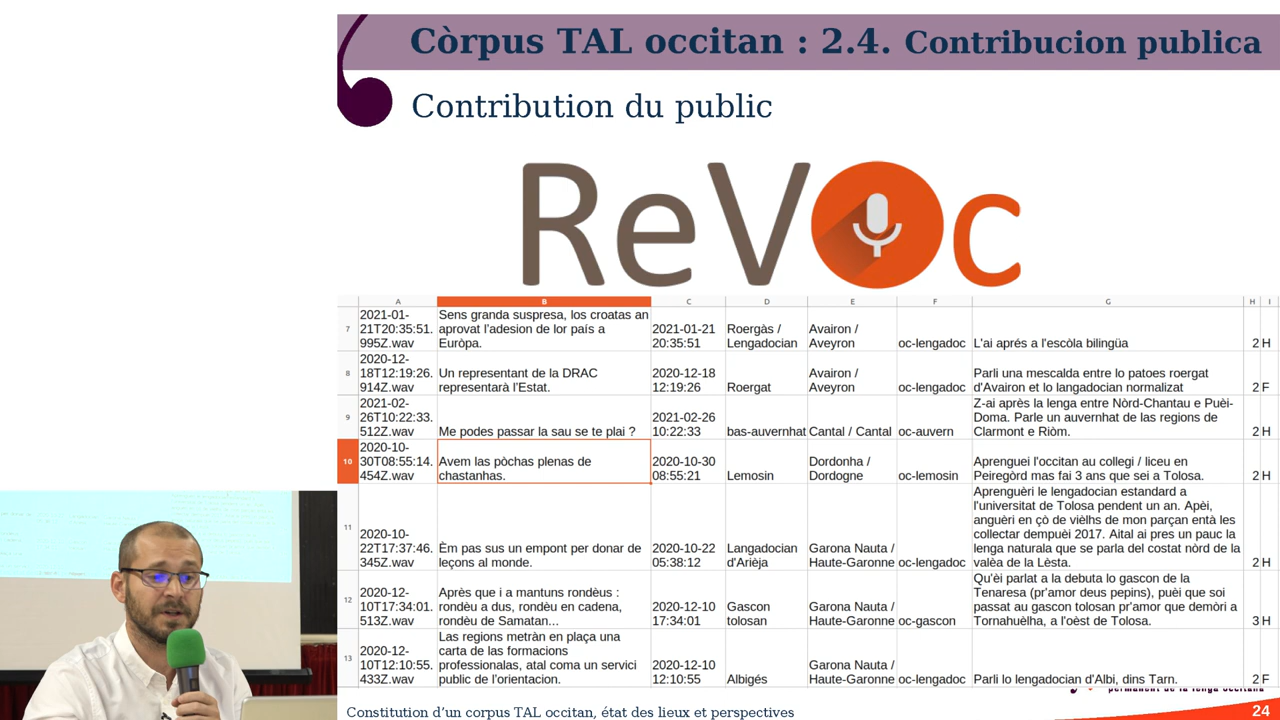 Còrpus TAL occitan : 2.4. Contribucion publica
Contribution du public
ReVOc
A B C D E F G H I
7
2021-01-
21T20:35:51.
995Z.wav
Sens granda suspresa, los croatas an
aprovat l'adesion de lor país a
Euròpa.
2021-01-21
20:35:51
Roergàs /
Lengadocian
Avairon /
Aveyron
oc-lengadoc
L'ai aprés a l'escòla bilingüa
2 H
8
2020-12-
18T12:19:26.
914Z.wav
Un representant de la DRAC
representarà l'Estat.
2020-12-18
12:19:26
Roergat
Avairon /
Aveyron
oc-lengadoc
Parli una mescalda entre lo patoes roergat
d'Avairon et lo langadocian normalizat
2 F
9
2021-02-
26T10:22:33.
512Z.wav
Me podes passar la sau se te plai ?
2021-02-26
10:22:33
bas-auvernhat
Cantal / Cantal
oc-auvern
Z-ai après la lenga entre Nòrd-Chantau e Puèi-
Doma. Parle un auvernhat de las regions de
Clarmont e Riòm.
2 H
10
2020-10-
30T08:55:14.
454Z.wav
Avem las pòchas plenas de
chastanhas.
2020-10-30
08:55:21
Lemosin
Dordonha /
Dordogne
oc-lemosin
Aprenguei l'occitan au collegi / liceu en
Peiregòrd mas fai 3 ans que sei a Tolosa.
2 H
11
2020-10-
22T17:37:46.
345Z.wav
Èm pas sus un empont per donar de
leçons al monde.
2020-10-22
05:38:12
Langadocian
d'Arièja
Garona Nauta /
Haute-Garonne
oc-lengadoc
Aprenguèri le lengadocian estandard a
l'universitat de Tolosa pendent un an. Apèi,
anguèri en çò de vièlhs de mon parçan entà les
collectar dempuèi 2017. Aital ai pres un pauc la
lenga naturala que se parla del costat nòrd de la
valèa de la Lèsta.
2 H
12
2020-12-
10T17:34:01.
513Z.wav
Après que i a mantuns rondèus :
rondèu a dus, rondèu en cadena,
rondèu de Samatan...
2020-12-10
17:34:01
Gascon
tolosan
Garona Nauta /
Haute-Garonne
oc-gascon
Qu'èi parlat a la debuta lo gascon de la
Tenaresa (pr'amor deus pepins), puèi que soi
passat au gascon tolosan pr'amor que demòri a
Tornahuèlha, a l'oèst de Tolosa.
3 H
13
2020-12-
10T12:10:55.
433Z.wav
Las regions metràn en plaça una
carta de las formacions
professionalas, atal coma un servici
public de l'orientacion.
2020-12-10
12:10:55
Albigés
Garona Nauta /
Haute-Garonne
oc-lengadoc
Parli lo lengadocian d'Albi, dins Tarn.
2 F
permanent de la lenga occitana
Constitution d'un corpus TAL occitan, état des lieux et perspectives
24